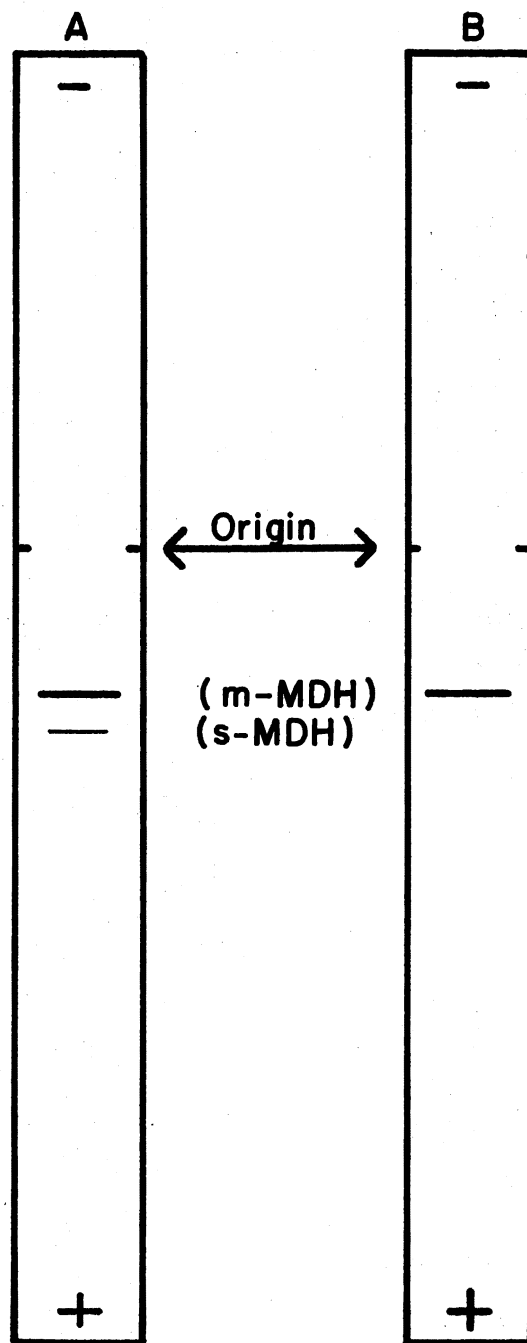 A B
- -
Origin
(m-MDH)
(s-MDH)
+ +